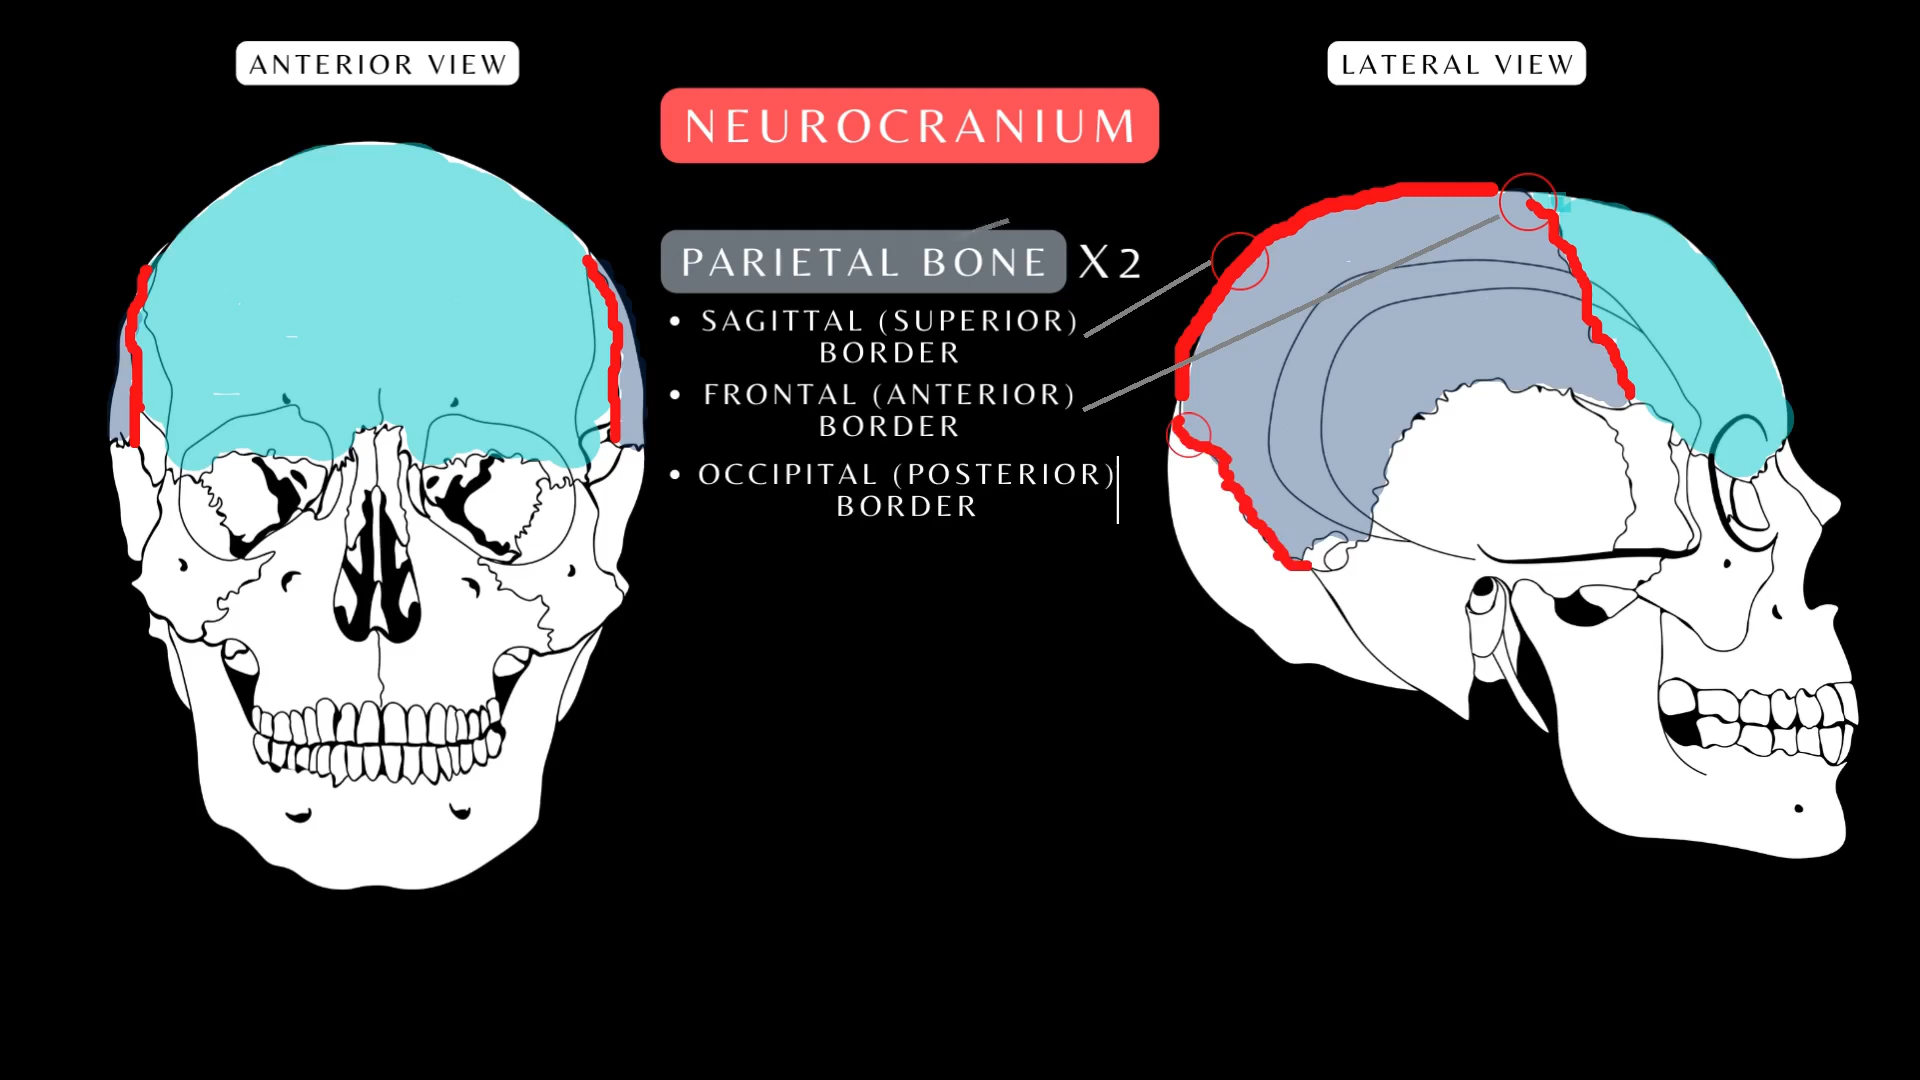 ANTERIOR VIEW
LATERAL VIEW
NEUROCRANIUM
PARIETAL BONE X2
• SAGITTAL (SUPERIOR)
BORDER
• FRONTAL (ANTERIOR)
BORDER
• OCCIPITAL (POSTERIOR)
BORDER